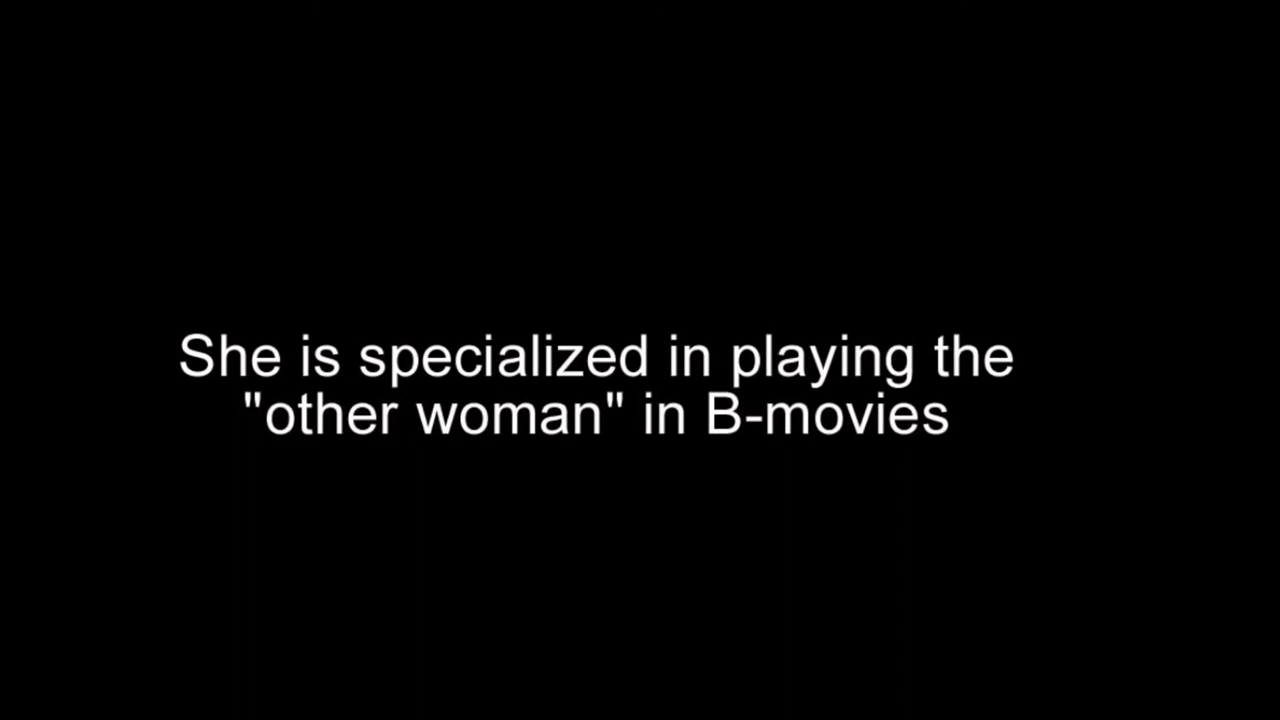 She is specialized in playing the
"other woman" in B-movies